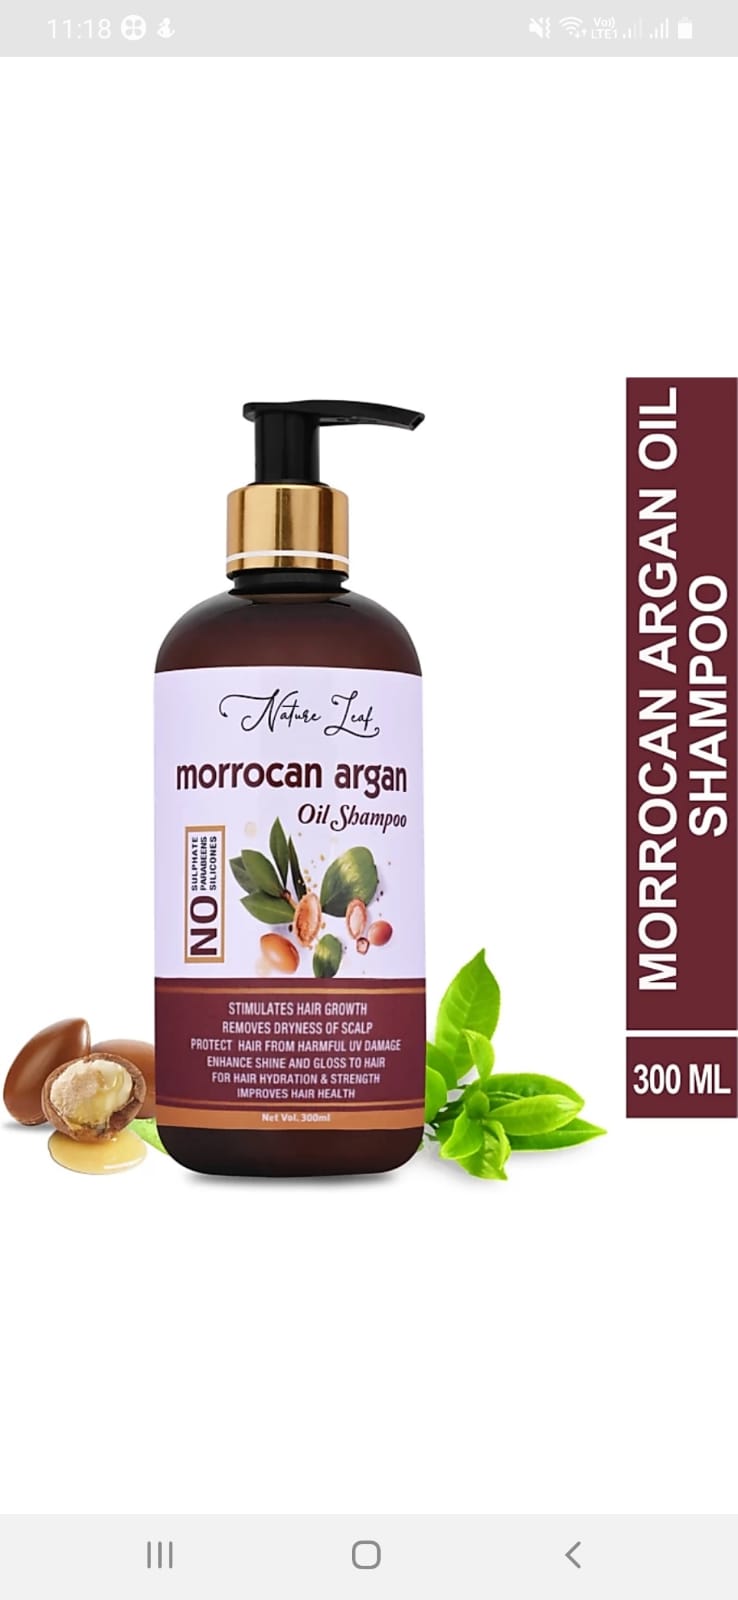 11:18
Vo)
LTE1
Nature Leaf
morrocan argan
Oil Shampoo
NO
SULPHATE
PARABEENS
SILICONES
STIMULATES HAIR GROWTH
REMOVES DRYNESS OF SCALP
PROTECT HAIR FROM HARMFUL UV DAMAGE
ENHANCE SHINE AND GLOSS TO HAIR
FOR HAIR HYDRATION & STRENGTH
IMPROVES HAIR HEALTH
Net Vol. 300ml
MORROCAN ARGAN OIL
SHAMPOO
300 ML